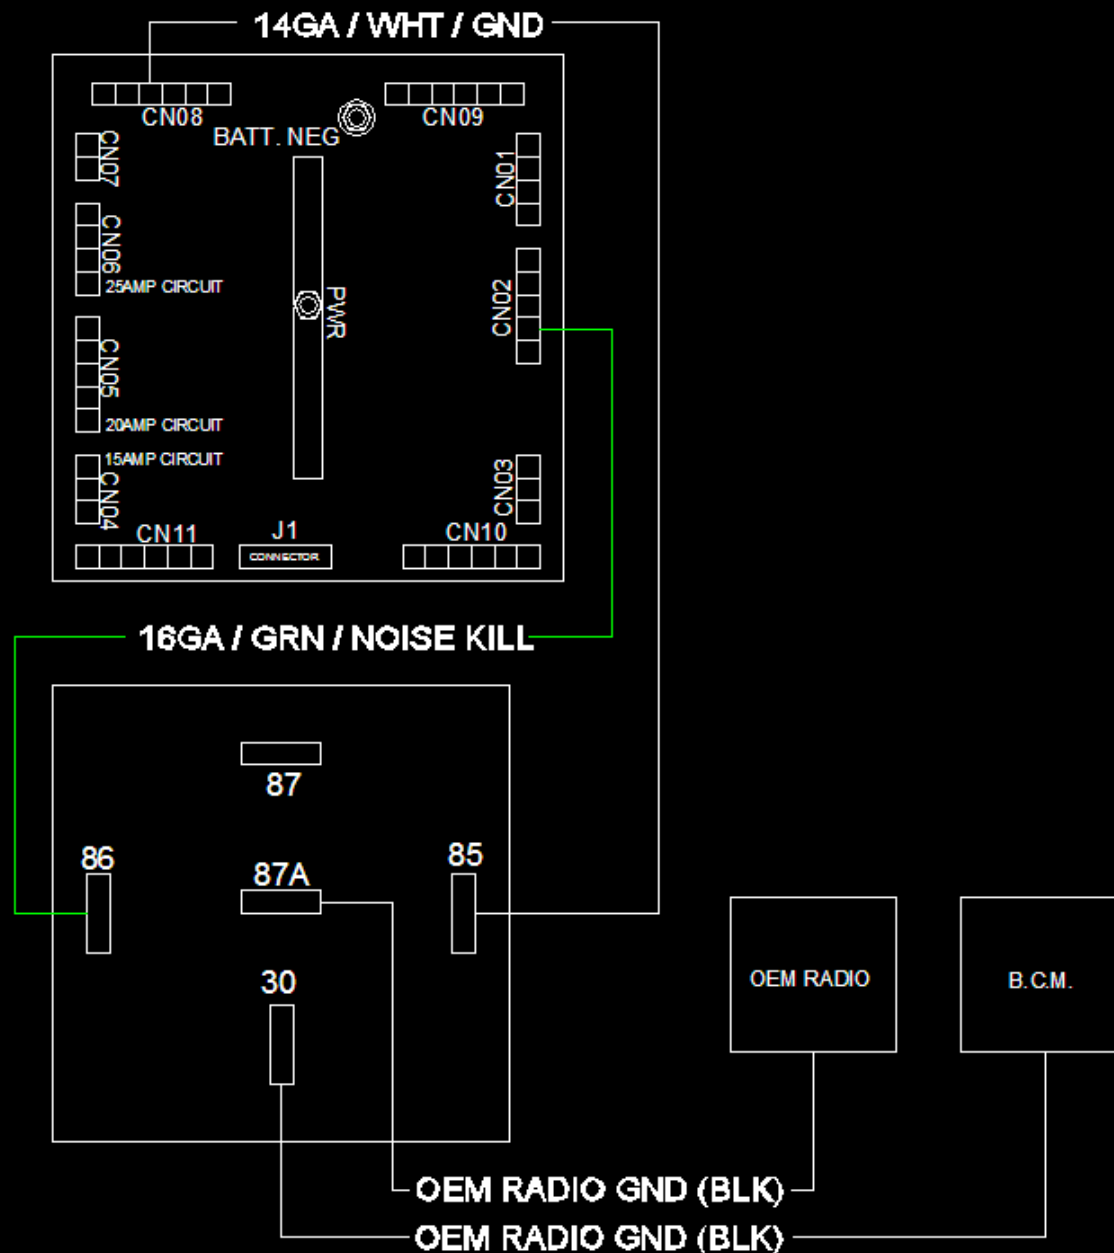 14GA / WHT / GND
CN08
CN09
BATT. NEG
CN07
CN01
CN06
25AMP CIRCUIT
PWR
CN02
CN05
20AMP CIRCUIT
15AMP CIRCUIT
CN04
CN03
CN11
J1
CN10
CONNECTOR
16GA / GRN / NOISE KILL
87
86
87A
85
30
OEM RADIO
B.C.M.
OEM RADIO GND (BLK)
OEM RADIO GND (BLK)